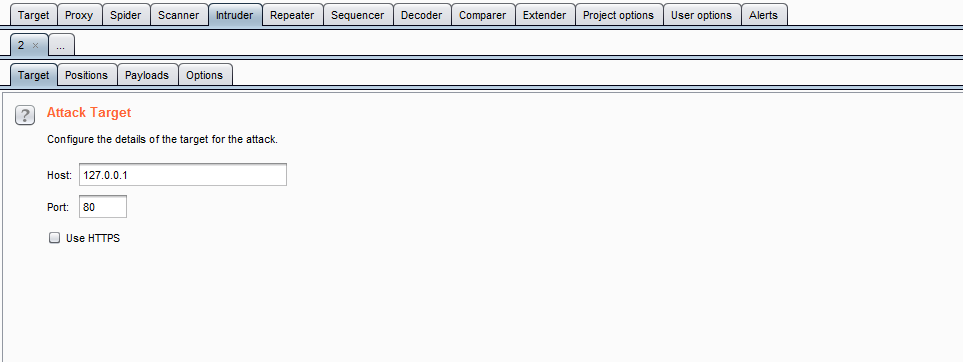 Target Proxy Spider Scanner Intruder Repeater Sequencer Decoder Comparer Extender Project options User options Alerts
2 × ...
Target Positions Payloads Options
? Attack Target
Configure the details of the target for the attack.
Host: 127.0.0.1
Port: 80
Use HTTPS